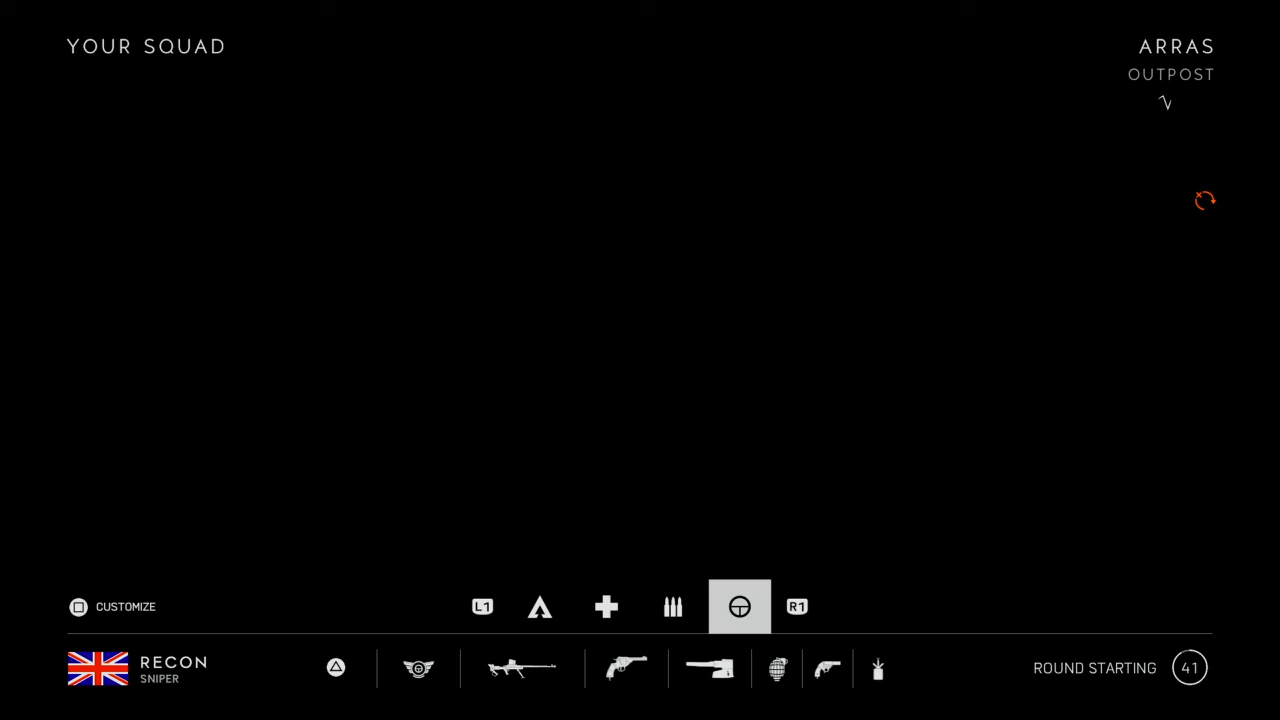 YOUR SQUAD
ARRAS
OUTPOST
CUSTOMIZE
L1
R1
RECON
SNIPER
ROUND STARTING 41